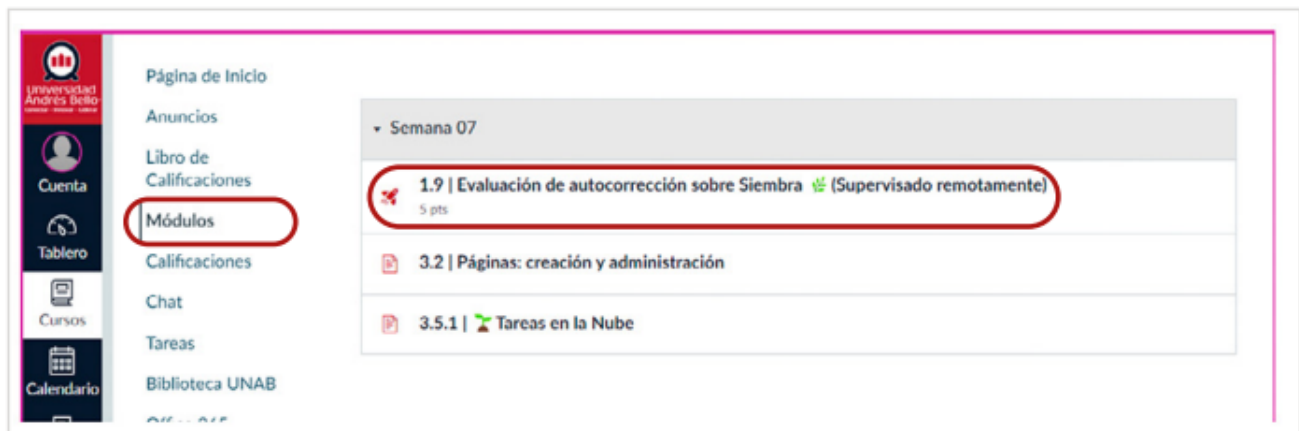 Universidad
Andrés Bello
Cuenta
Tablero
Cursos
Calendario
Página de Inicio
Anuncios
Libro de
Calificaciones
Módulos
Calificaciones
Chat
Tareas
Biblioteca UNAB
Semana 07
1.9 | Evaluación de autocorrección sobre Siembra (Supervisado remotamente)
5 pts
3.2 | Páginas: creación y administración
3.5.1 | Tareas en la Nube